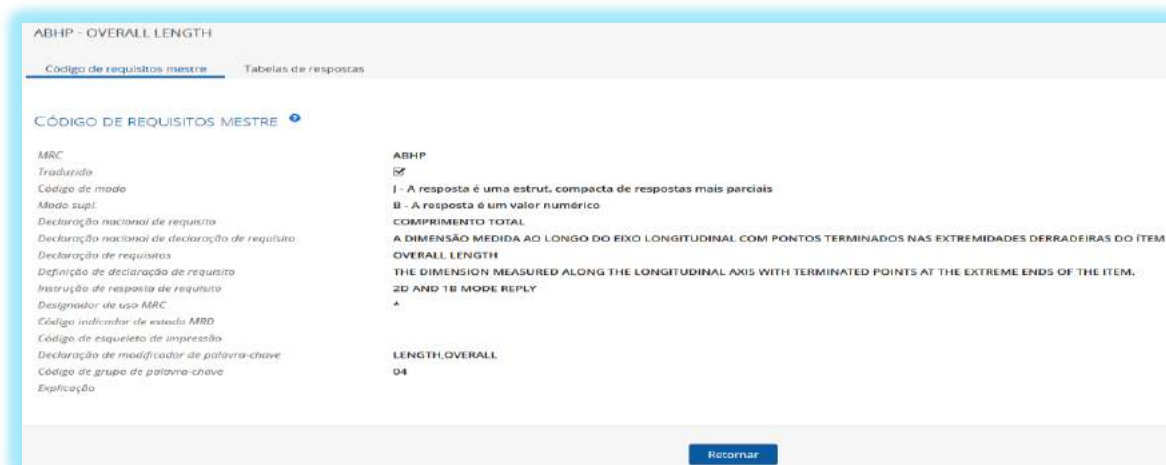 ABHP - OVERALL LENGTH
Código de requisitos mestre Tabelas de respostas
CÓDIGO DE REQUISITOS MESTRE ?
MRC ABHP
Traduzido
Código de modo J - A resposta é uma estrut. compacta de respostas mais parciais
Modo supl. B - A resposta é um valor numérico
Declaração nacional de requisito COMPRIMENTO TOTAL
Declaração nacional de declaração de requisito A DIMENSÃO MEDIDA AO LONGO DO EIXO LONGITUDINAL COM PONTOS TERMINADOS NAS EXTREMIDADES DERRADEIRAS DO ÍTEM
Declaração de requisitos OVERALL LENGTH
Definição de declaração de requisito THE DIMENSION MEASURED ALONG THE LONGITUDINAL AXIS WITH TERMINATED POINTS AT THE EXTREME ENDS OF THE ITEM.
Instrução de resposta de requisito 2D AND 1B MODE REPLY
Designador de uso MRC *
Código indicador de estado MRD
Código de esqueleto de impressão
Declaração de modificador de palavra-chave LENGTH,OVERALL
Código de grupo de palavra-chave 04
Explicação
Retornar